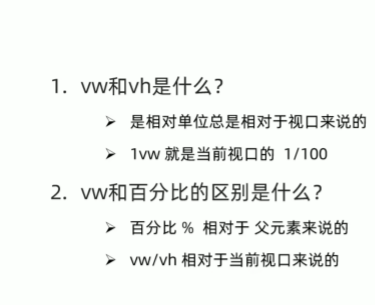 1. vw和vh是什么?
➢ 是相对单位总是相对于视口来说的
➢ 1vw 就是当前视口的 1/100
2. vw和百分比的区别是什么?
➢ 百分比 % 相对于 父元素来说的
➢ vw/vh 相对于当前视口来说的